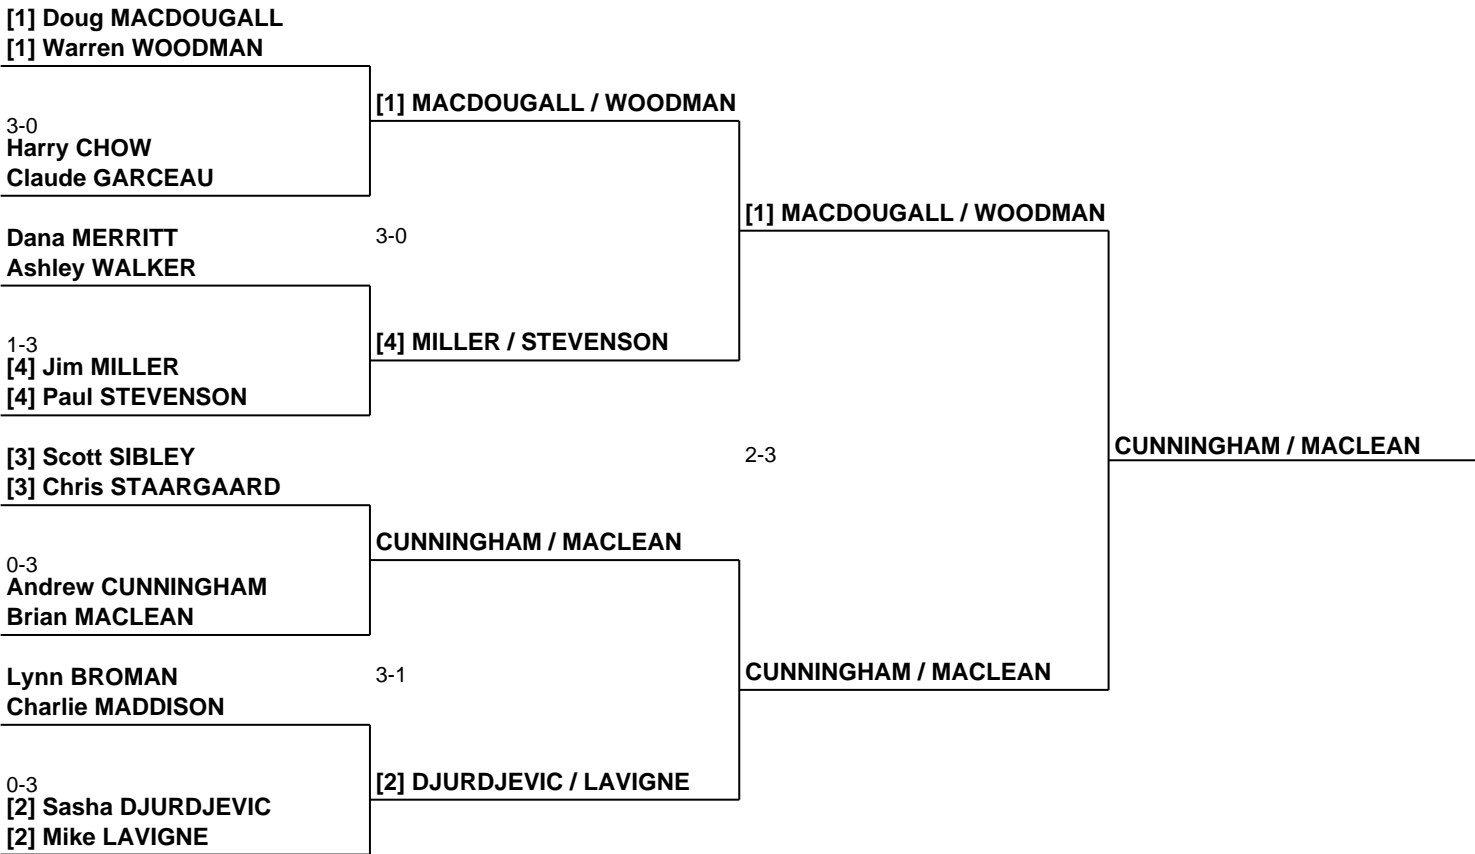 [1] Doug MACDOUGALL
[1] Warren WOODMAN
[1] MACDOUGALL / WOODMAN
3-0
Harry CHOW
Claude GARCEAU
[1] MACDOUGALL / WOODMAN
Dana MERRITT
3-0
Ashley WALKER
[4] MILLER / STEVENSON
1-3
[4] Jim MILLER
[4] Paul STEVENSON
CUNNINGHAM / MACLEAN
[3] Scott SIBLEY
2-3
[3] Chris STAARGAARD
CUNNINGHAM / MACLEAN
0-3
Andrew CUNNINGHAM
Brian MACLEAN
Lynn BROMAN
3-1
CUNNINGHAM / MACLEAN
Charlie MADDISON
[2] DJURDJEVIC / LAVIGNE
0-3
[2] Sasha DJURDJEVIC
[2] Mike LAVIGNE